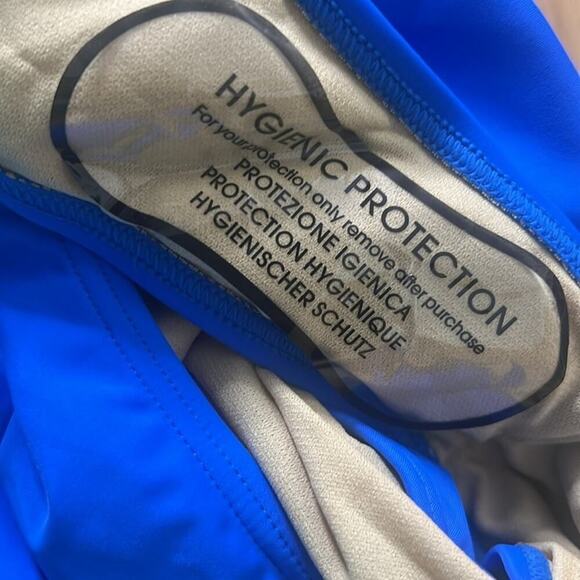 HYGIENIC PROTECTION
For your protection only remove after purchase
PROTEZIONE IGIENICA
PROTECTION HYGIENIQUE
HYGIENISCHER SCHUTZ